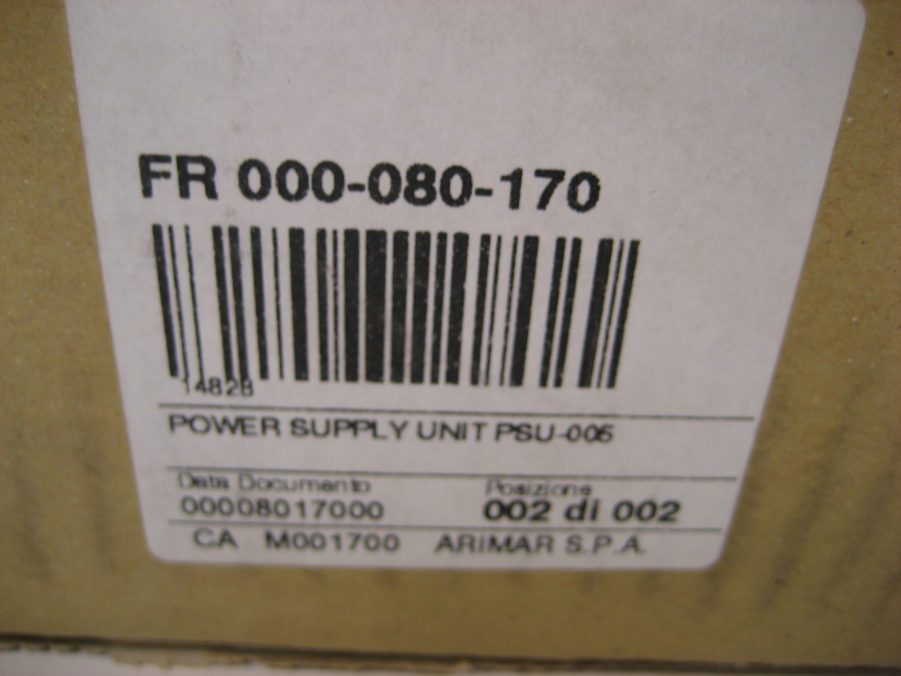 FR 000-080-170
14828
POWER SUPPLY UNIT PSU-005
Data Documento Posizione
00008017000 002 di 002
CA M001700 ARIMAR S.P.A.